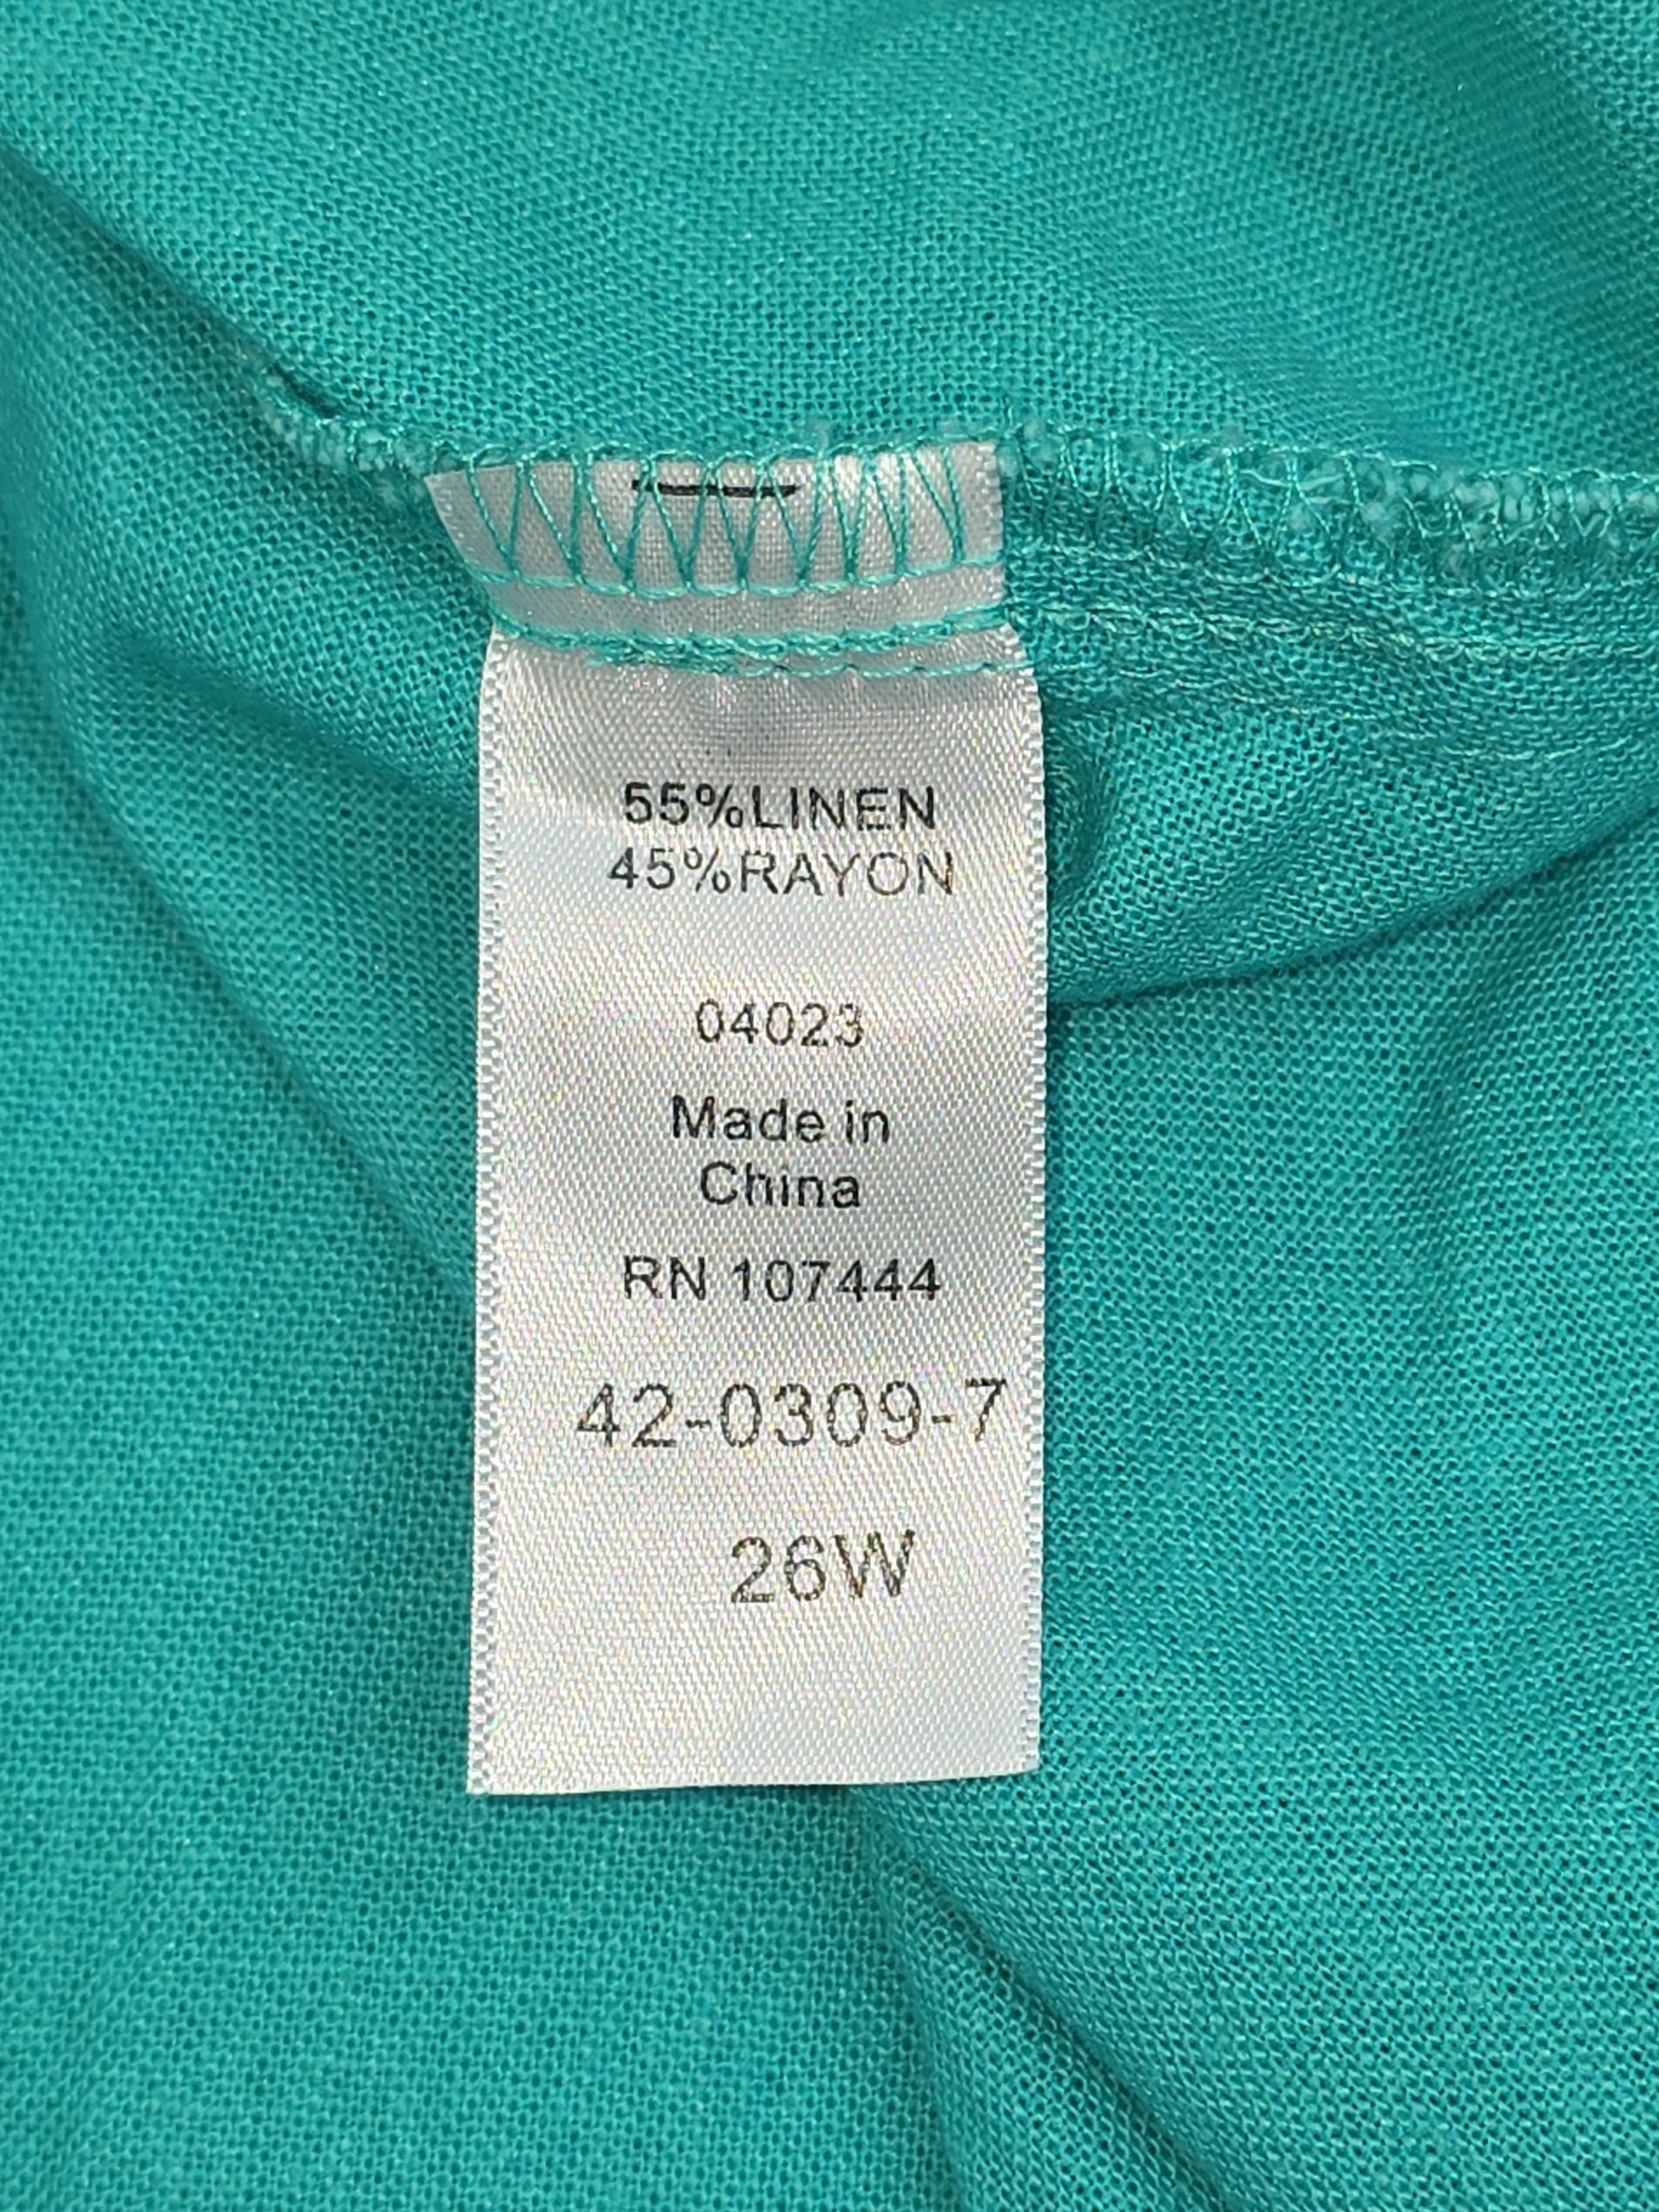 55%LINEN
45%RAYON
04023
Made in
China
RN 107444
42-0309-7
26W